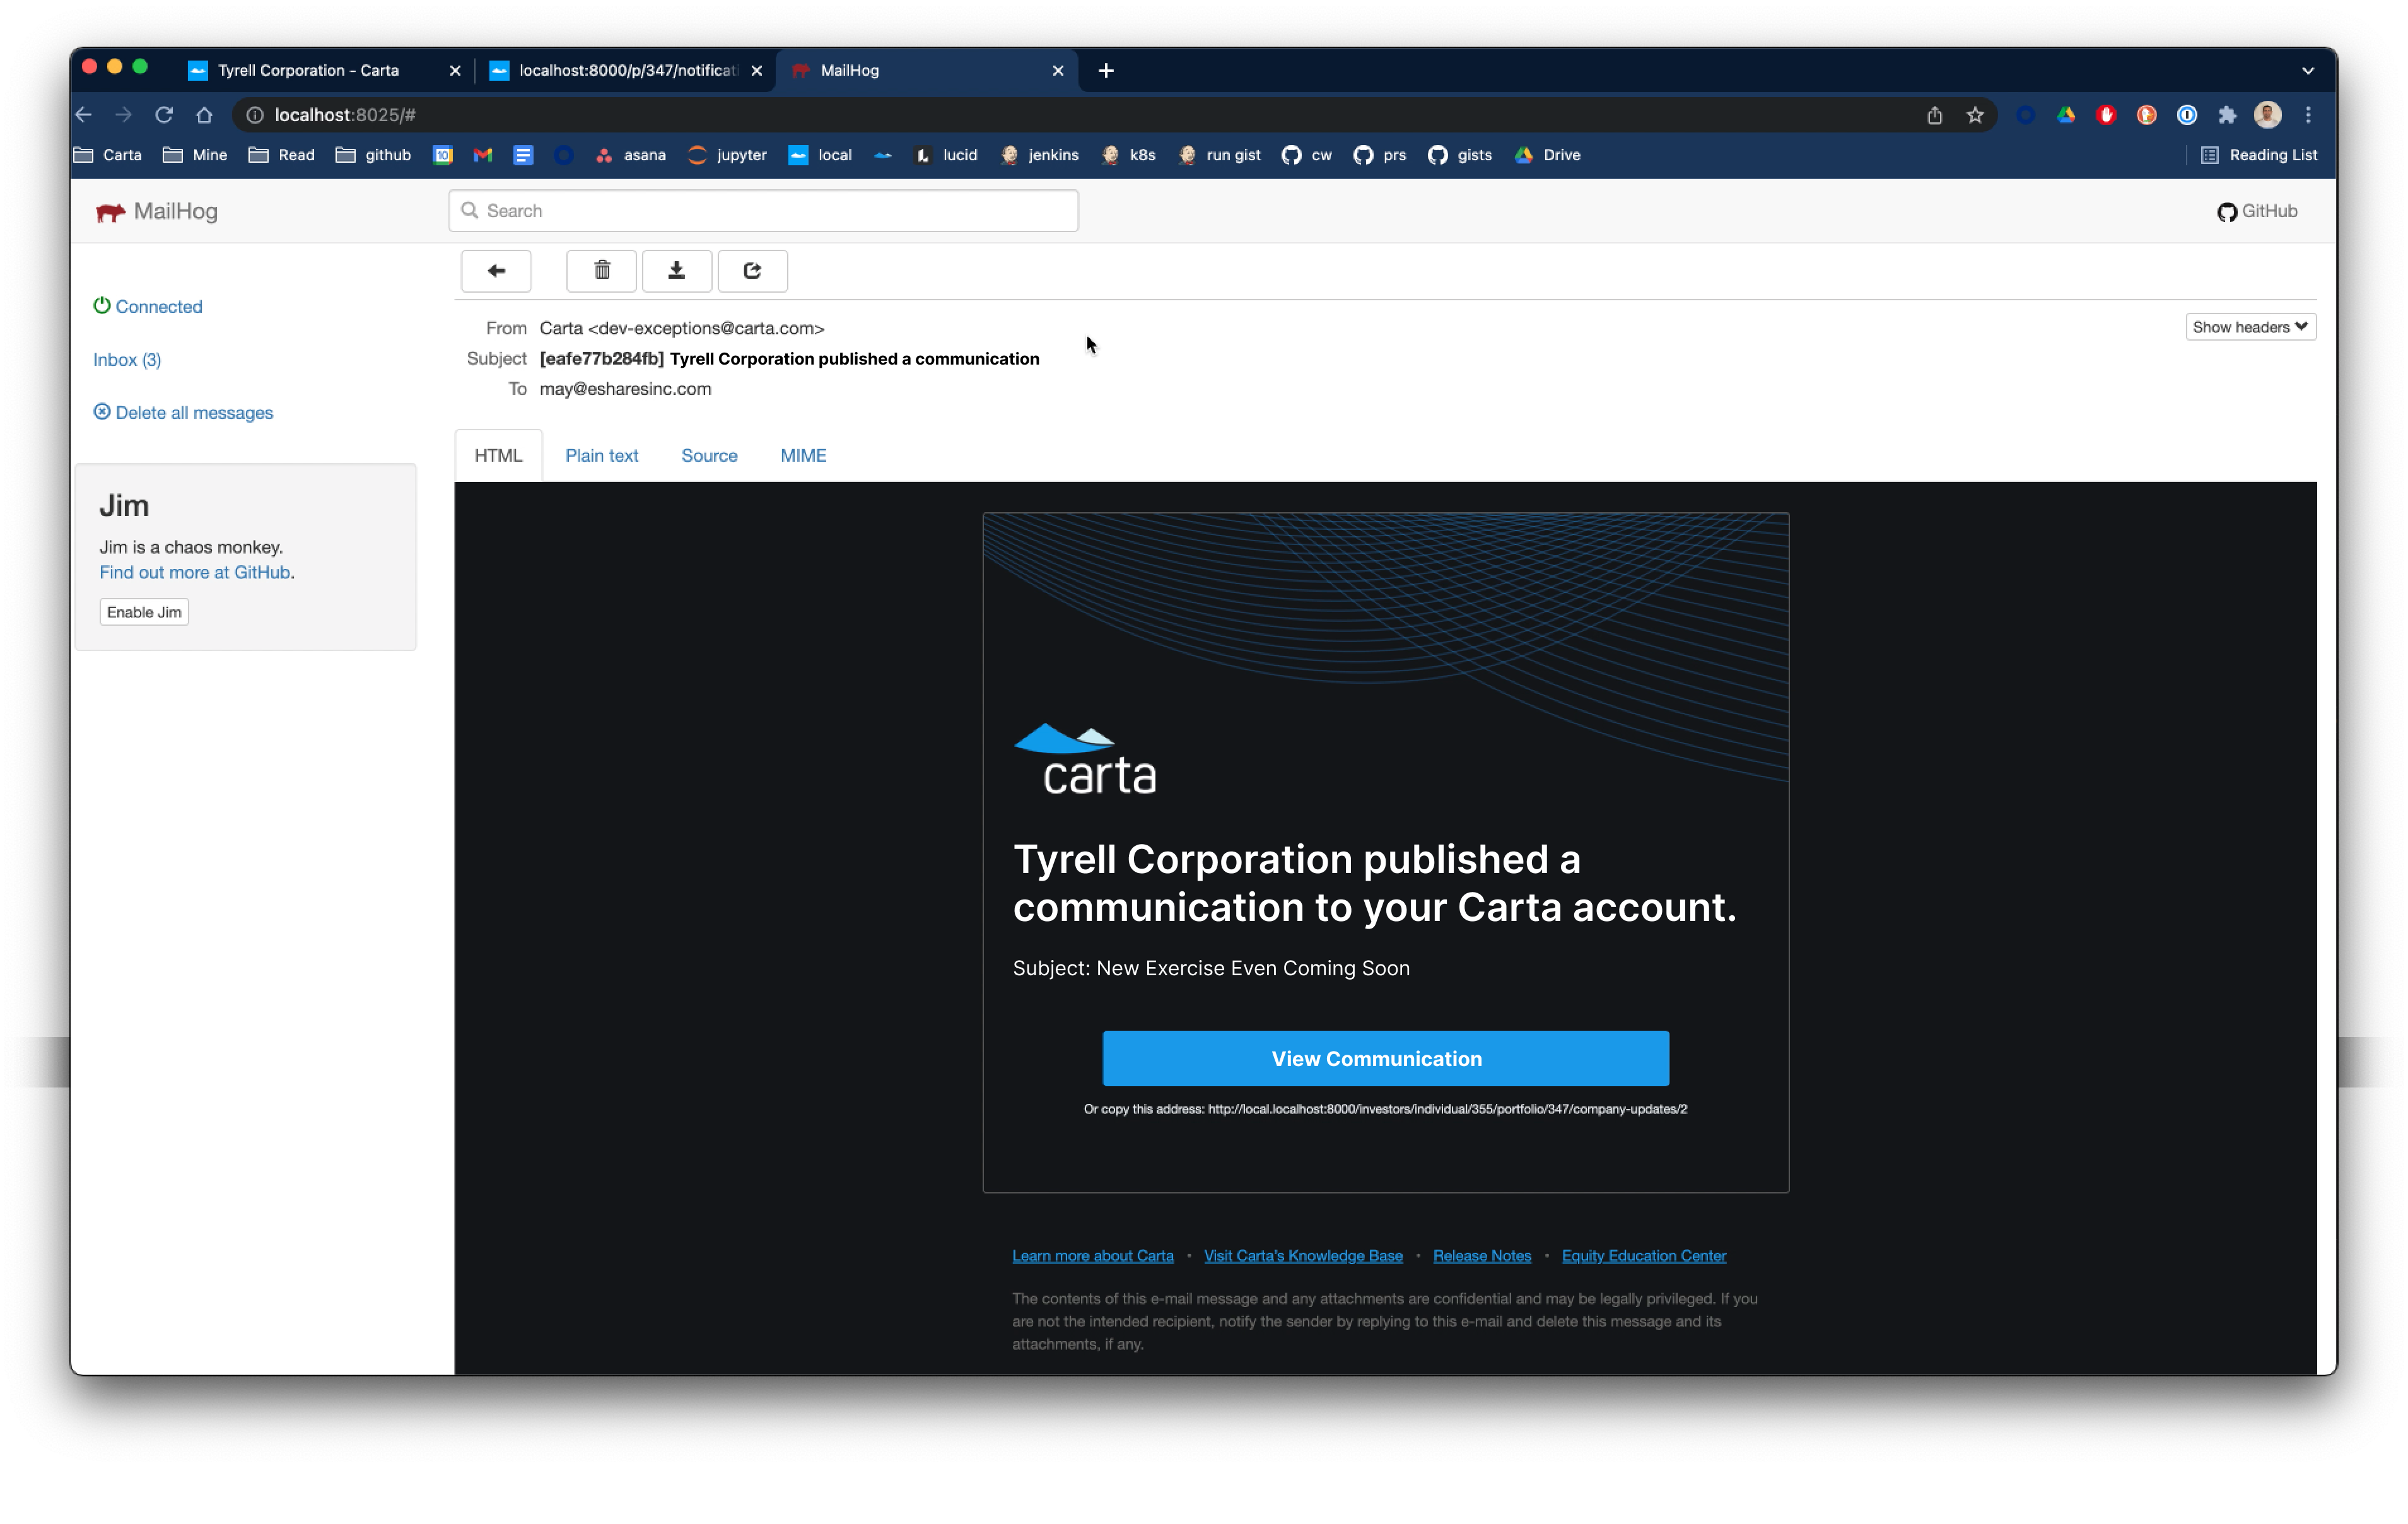 Tyrell Corporation - Carta
localhost:8000/p/347/notificati
MailHog
localhost:8025/#
Carta Mine Read github 10 asana jupyter local lucid jenkins k8s run gist cw prs gists Drive Reading List
MailHog Search GitHub
Connected
Inbox (3)
Delete all messages
Jim
Jim is a chaos monkey.
Find out more at GitHub.
Enable Jim
From Carta <dev-exceptions@carta.com>
Show headers
Subject [eafe77b284fb] Tyrell Corporation published a communication
To may@esharesinc.com
HTML Plain text Source MIME
carta
Tyrell Corporation published a
communication to your Carta account.
Subject: New Exercise Even Coming Soon
View Communication
Or copy this address: http://local.localhost:8000/investors/individual/355/portfolio/347/company-updates/2
Learn more about Carta • Visit Carta's Knowledge Base • Release Notes • Equity Education Center
The contents of this e-mail message and any attachments are confidential and may be legally privileged. If you
are not the intended recipient, notify the sender by replying to this e-mail and delete this message and its
attachments, if any.